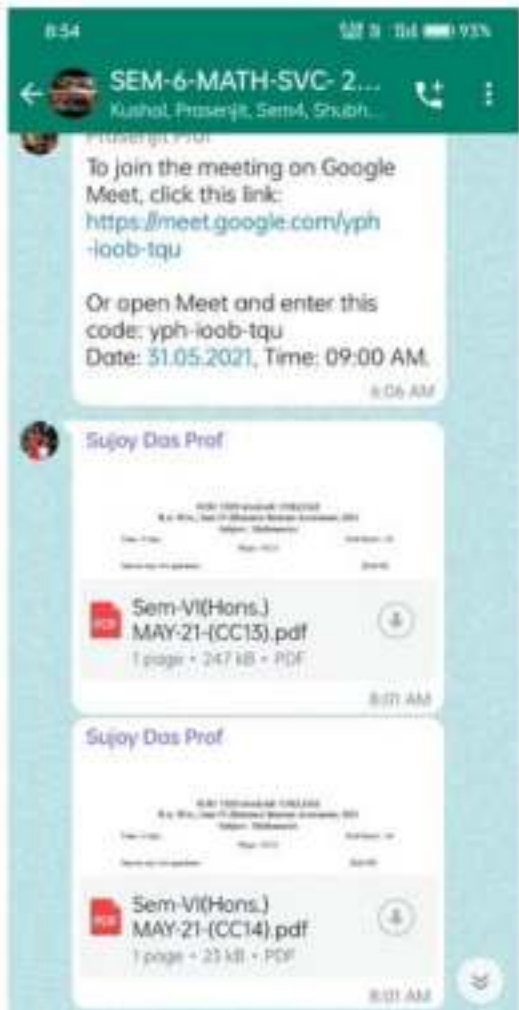 8:54
93%
SEM-6-MATH-SVC- 2...
Kushal, Prosenjit, Sem4, Shubh...
Prosenjit Prof
To join the meeting on Google
Meet, click this link:
https://meet.google.com/yph
-ioob-tqu
Or open Meet and enter this
code: yph-ioob-tqu
Date: 31.05.2021, Time: 09:00 AM.
6:06 AM
Sujoy Das Prof
PDF
Sem-VI(Hons.)
MAY-21-(CC13).pdf
1 page • 247 kB • PDF
8:01 AM
Sujoy Das Prof
PDF
Sem-VI(Hons.)
MAY-21-(CC14).pdf
1 page • 23 kB • PDF
8:01 AM